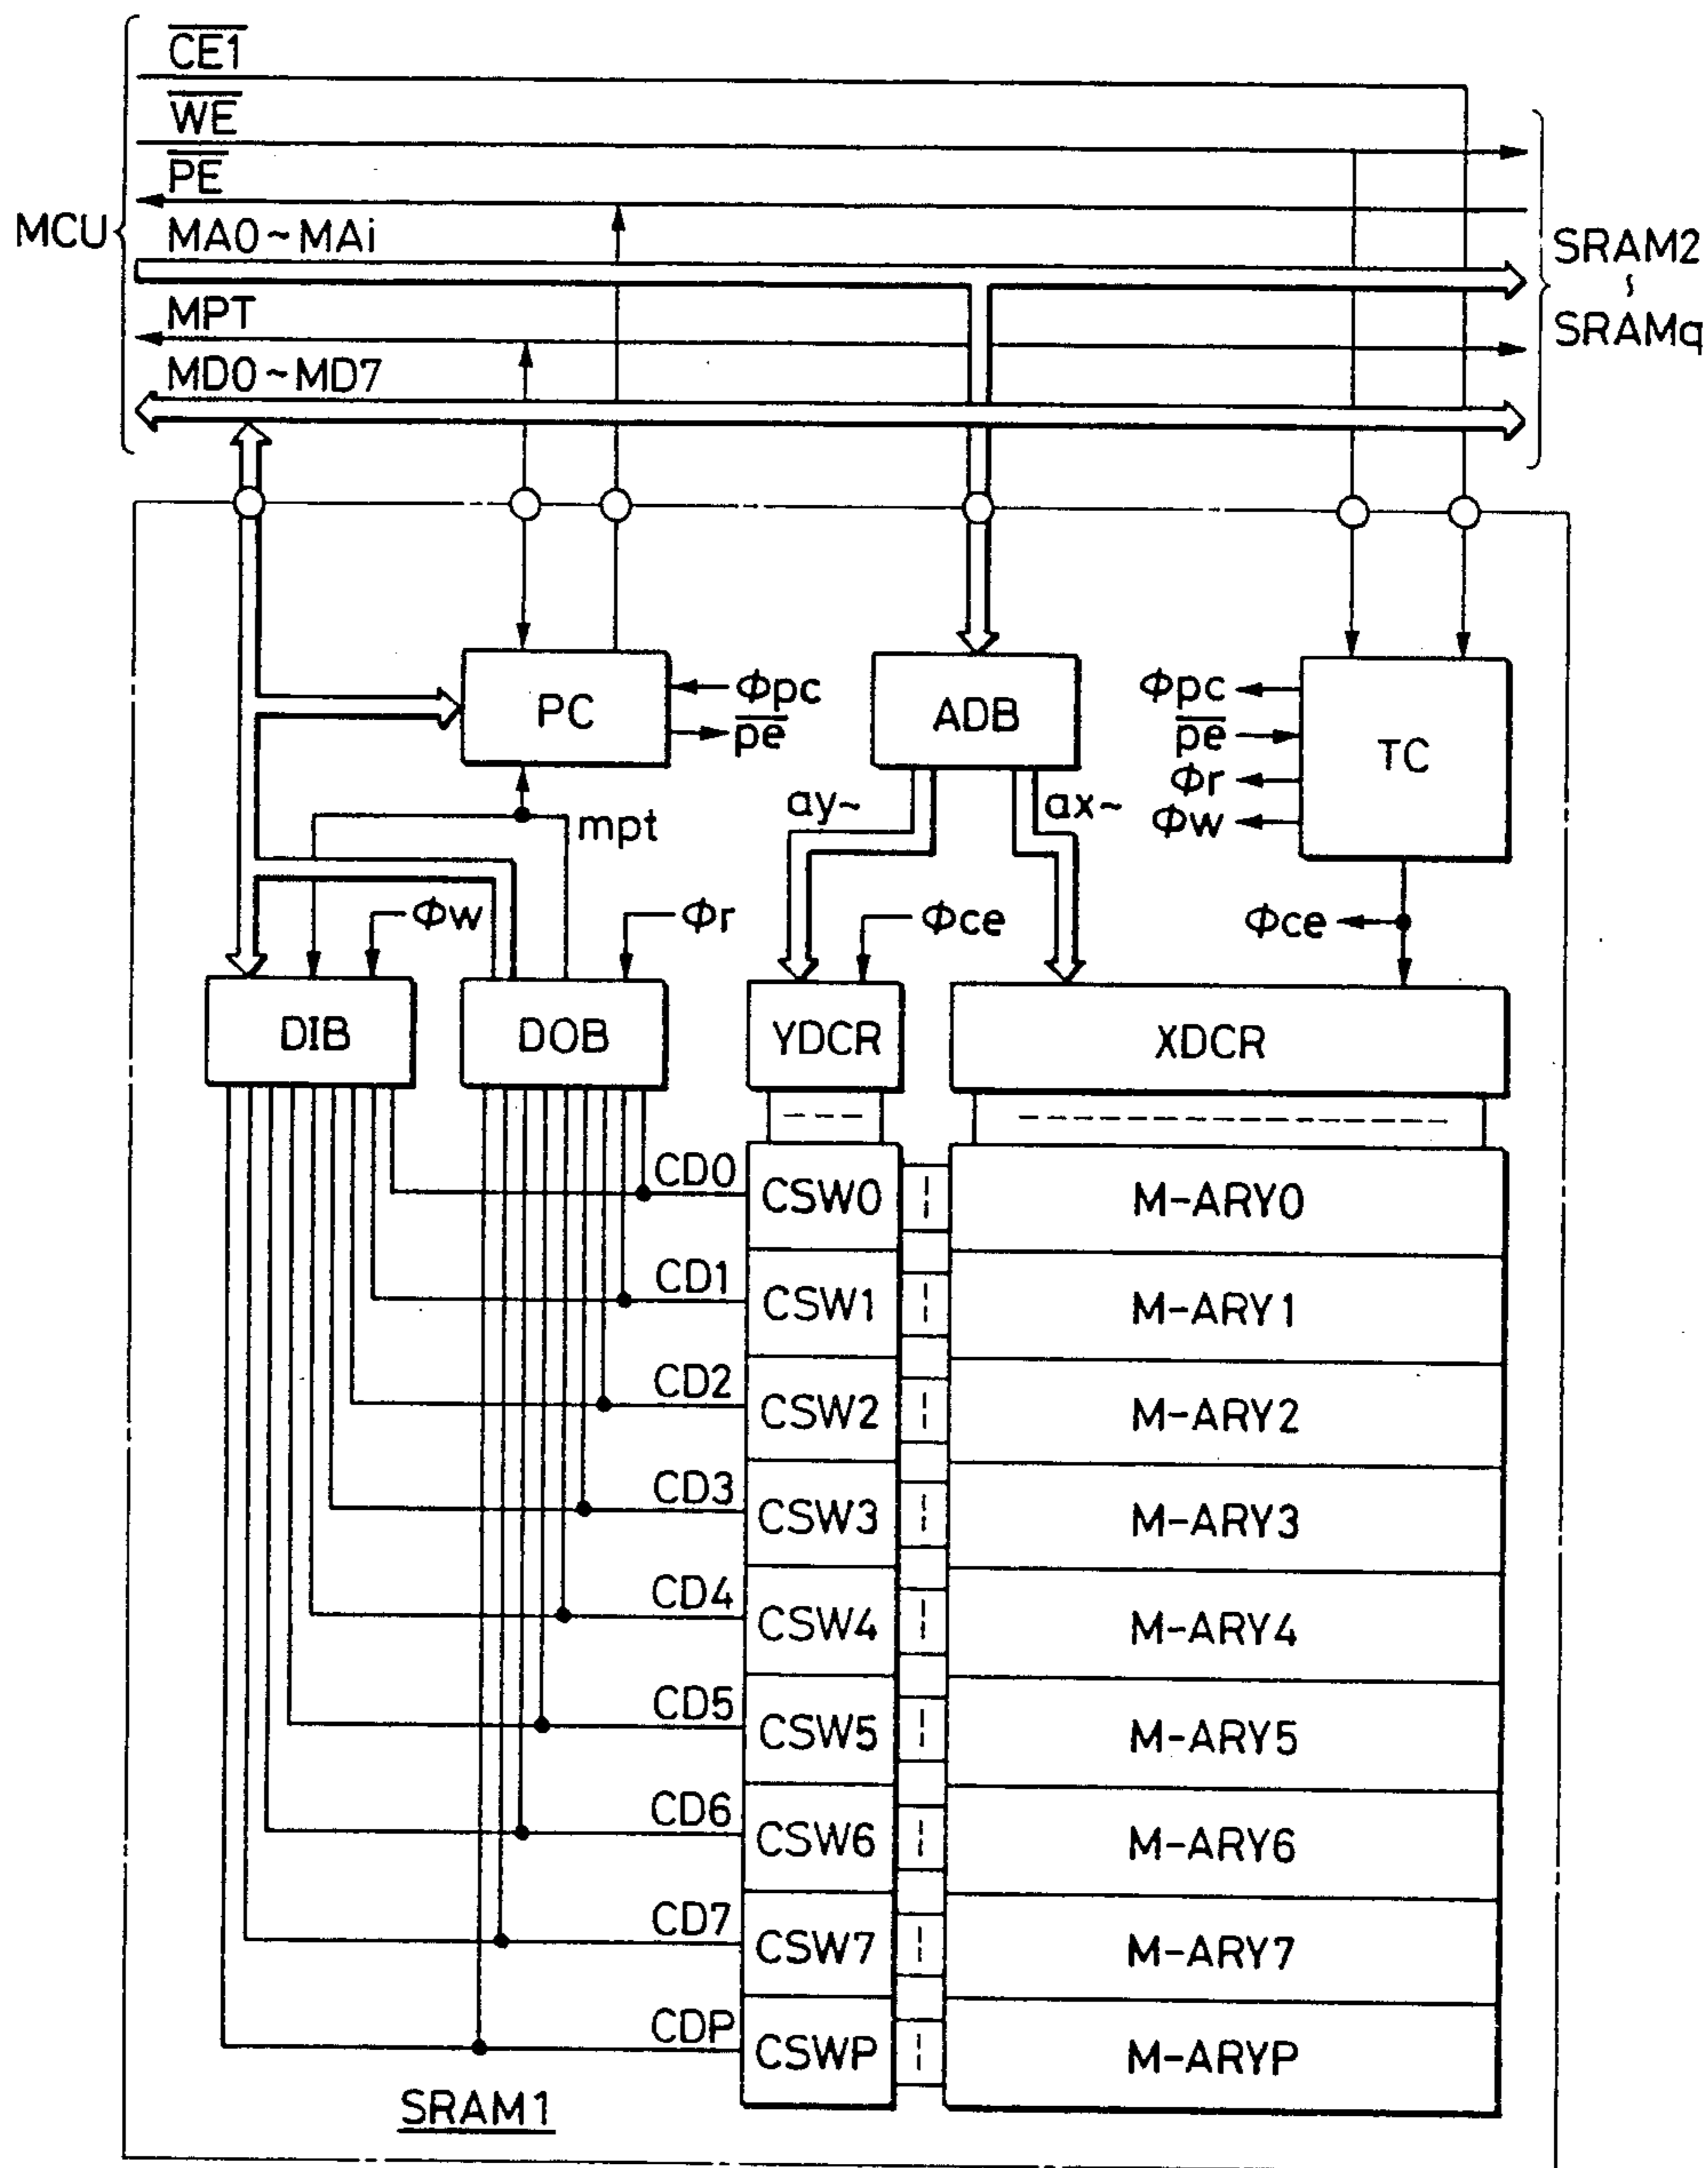 CE1
WE
PE
MCU
MA0~MAi
MPT
MD0~MD7
SRAM2
~
SRAMq
PC
Φpc
pe
ADB
Φpc
pe
Φr
Φw
TC
mpt
ay~
ax~
Φw
Φr
Φce
Φce
DIB
DOB
YDCR
XDCR
CD0
CSW0
M-ARY0
CD1
CSW1
M-ARY1
CD2
CSW2
M-ARY2
CD3
CSW3
M-ARY3
CD4
CSW4
M-ARY4
CD5
CSW5
M-ARY5
CD6
CSW6
M-ARY6
CD7
CSW7
M-ARY7
CDP
CSWP
M-ARYP
SRAM1